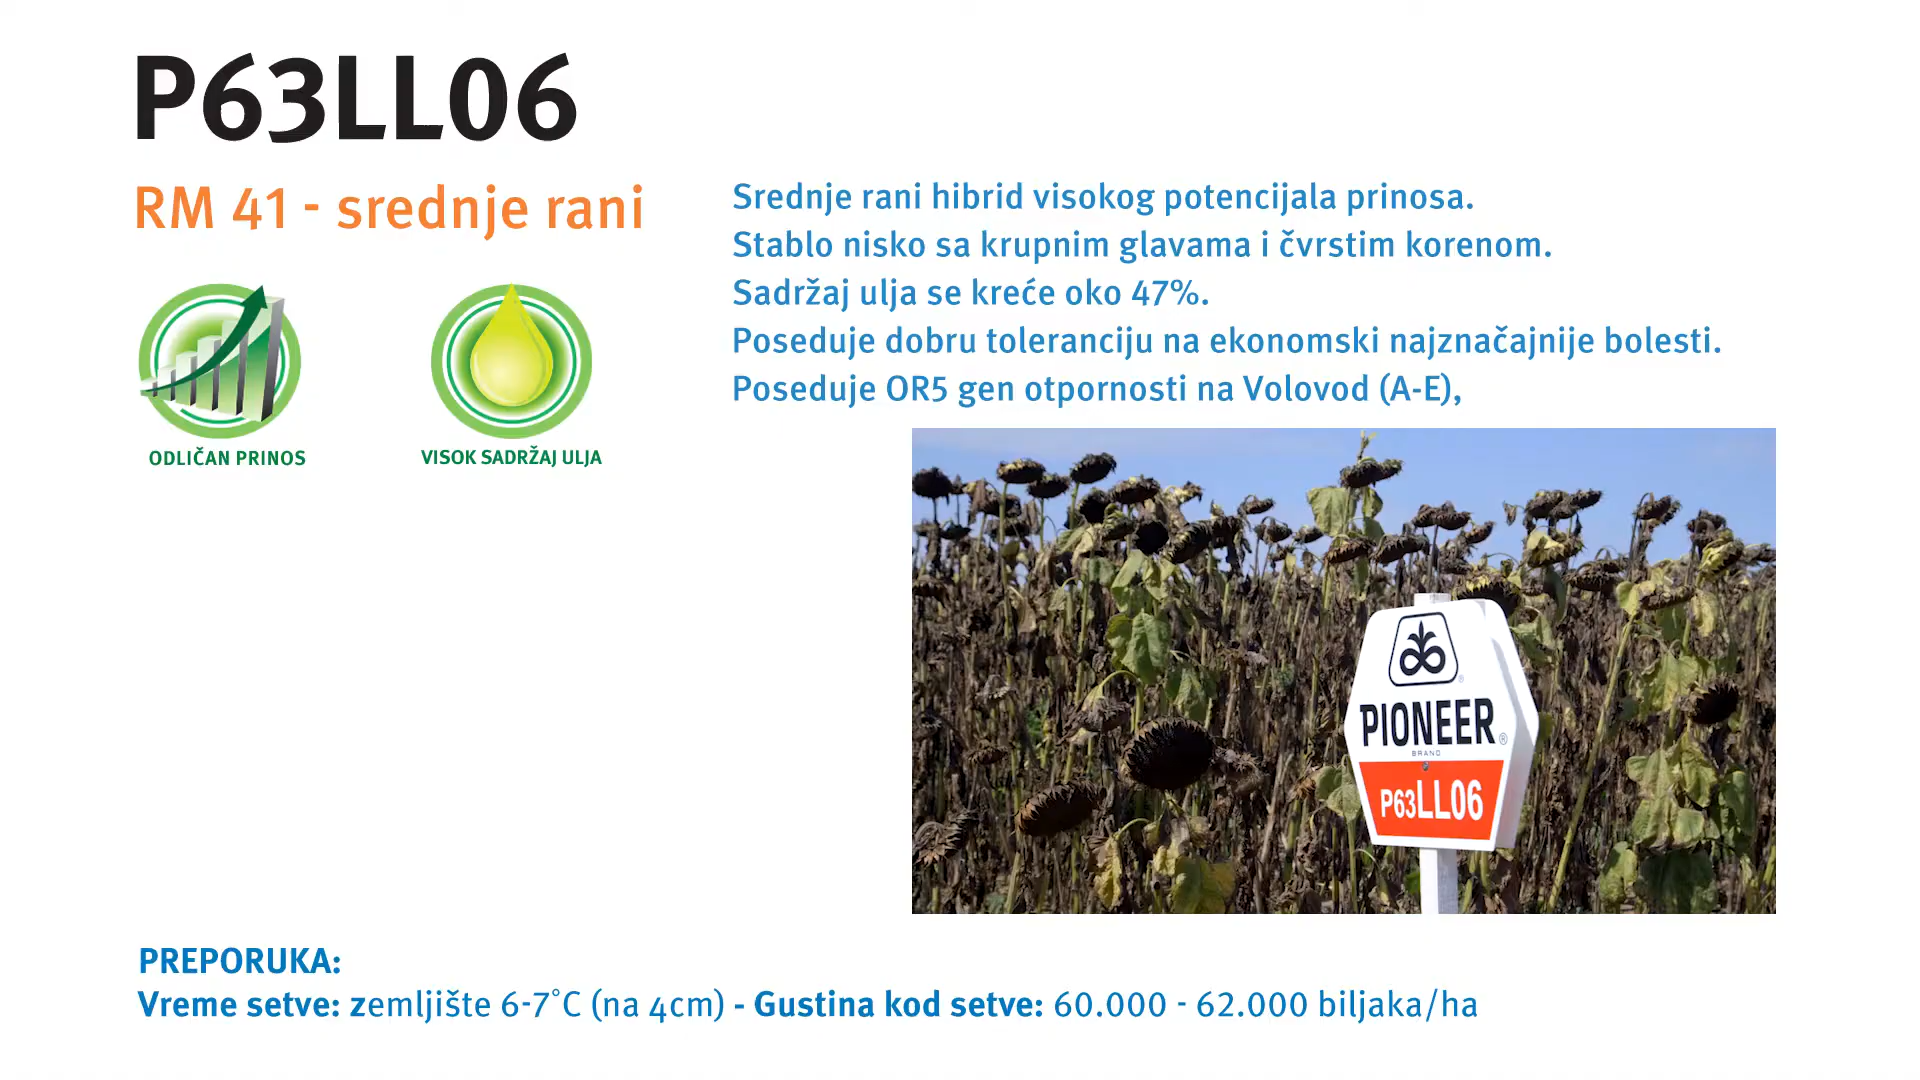 P63LL06
RM 41 - srednje rani
ODLIČAN PRINOS
VISOK SADRŽAJ ULJA
Srednje rani hibrid visokog potencijala prinosa.
Stablo nisko sa krupnim glavama i čvrstim korenom.
Sadržaj ulja se kreće oko 47%.
Poseduje dobru toleranciju na ekonomski najznačajnije bolesti.
Poseduje OR5 gen otpornosti na Volovod (A-E),
PIONEER®
BRAND
P63LL06
PREPORUKA:
Vreme setve: zemljište 6-7°C (na 4cm) - Gustina kod setve: 60.000 - 62.000 biljaka/ha